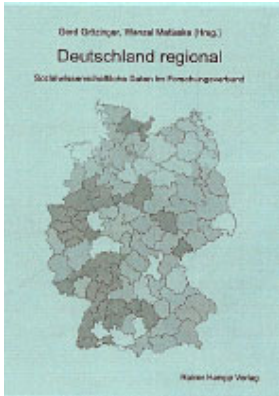 Gerd Grözinger, Wenzel Matiaske (Hrsg.)
Deutschland regional
Sozialwissenschaftliche Daten im Forschungsverbund
Rainer Hampp Verlag